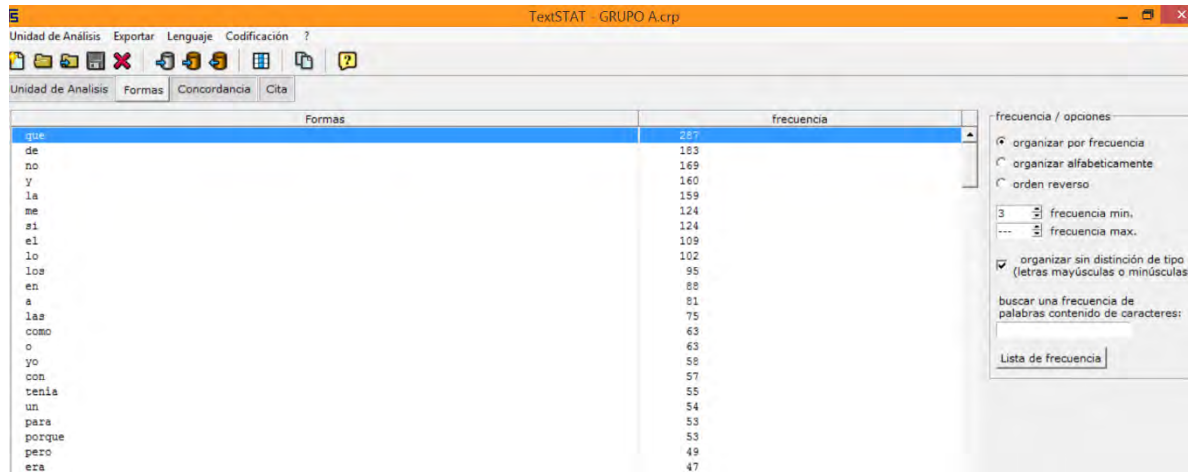 TextSTAT - GRUPO A.crp
Unidad de Análisis Exportar Lenguaje Codificación ?
Unidad de Analisis Formas Concordancia Cita
Formas frecuencia
que 287
de 183
no 169
y 160
la 159
me 124
si 124
el 109
lo 102
los 95
en 88
a 81
las 75
como 63
o 63
yo 58
con 57
tenia 55
un 54
para 53
porque 53
pero 49
era 47
frecuencia / opciones
organizar por frecuencia
organizar alfabeticamente
orden reverso
3 frecuencia min.
--- frecuencia max.
organizar sin distinción de tipo
(letras mayúsculas o minúsculas
buscar una frecuencia de
palabras contenido de caracteres:
Lista de frecuencia